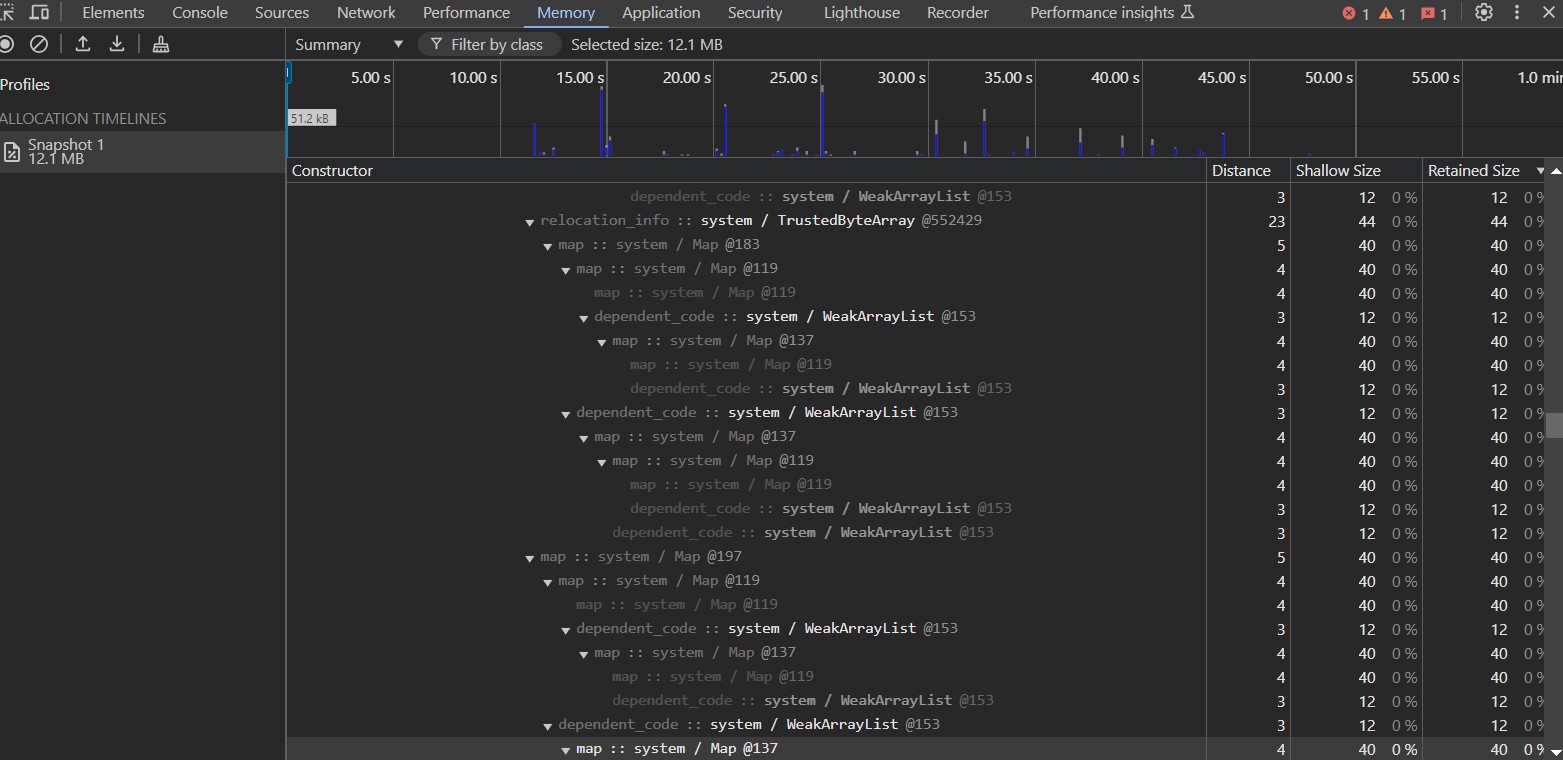 Elements Console Sources Network Performance Memory Application Security Lighthouse Recorder Performance insights 1 1 1
Summary Filter by class Selected size: 12.1 MB
Profiles
ALLOCATION TIMELINES
Snapshot 1
12.1 MB
5.00 s 10.00 s 15.00 s 20.00 s 25.00 s 30.00 s 35.00 s 40.00 s 45.00 s 50.00 s 55.00 s 1.0 min
51.2 kB
Constructor Distance Shallow Size Retained Size
dependent_code :: system / WeakArrayList @153 3 12 0 % 12 0 %
relocation_info :: system / TrustedByteArray @552429 23 44 0 % 44 0 %
map :: system / Map @183 5 40 0 % 40 0 %
map :: system / Map @119 4 40 0 % 40 0 %
map :: system / Map @119 4 40 0 % 40 0 %
dependent_code :: system / WeakArrayList @153 3 12 0 % 12 0 %
map :: system / Map @137 4 40 0 % 40 0 %
map :: system / Map @119 4 40 0 % 40 0 %
dependent_code :: system / WeakArrayList @153 3 12 0 % 12 0 %
dependent_code :: system / WeakArrayList @153 3 12 0 % 12 0 %
map :: system / Map @137 4 40 0 % 40 0 %
map :: system / Map @119 4 40 0 % 40 0 %
map :: system / Map @119 4 40 0 % 40 0 %
dependent_code :: system / WeakArrayList @153 3 12 0 % 12 0 %
dependent_code :: system / WeakArrayList @153 3 12 0 % 12 0 %
map :: system / Map @197 5 40 0 % 40 0 %
map :: system / Map @119 4 40 0 % 40 0 %
map :: system / Map @119 4 40 0 % 40 0 %
dependent_code :: system / WeakArrayList @153 3 12 0 % 12 0 %
map :: system / Map @137 4 40 0 % 40 0 %
map :: system / Map @119 4 40 0 % 40 0 %
dependent_code :: system / WeakArrayList @153 3 12 0 % 12 0 %
dependent_code :: system / WeakArrayList @153 3 12 0 % 12 0 %
map :: system / Map @137 4 40 0 % 40 0 %